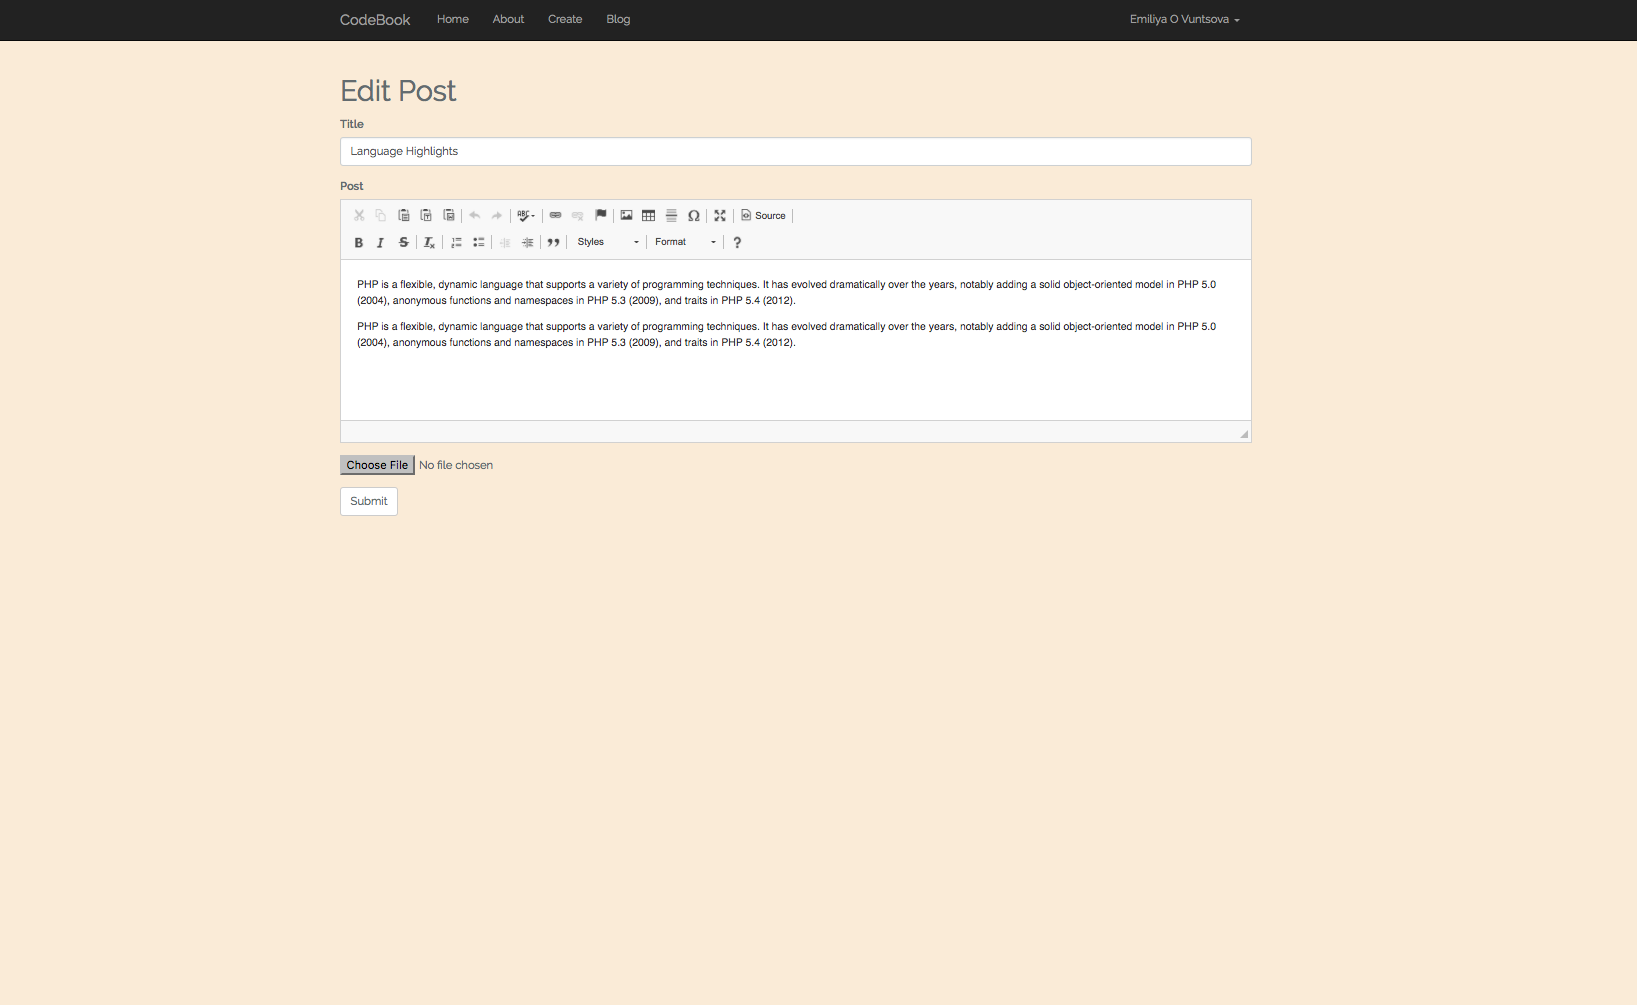 CodeBook Home About Create Blog Emiliya O Vuntsova
Edit Post
Title
Language Highlights
Post
ABC Ω Source
B I S Ix Styles Format ?
PHP is a flexible, dynamic language that supports a variety of programming techniques. It has evolved dramatically over the years, notably adding a solid object-oriented model in PHP 5.0
(2004), anonymous functions and namespaces in PHP 5.3 (2009), and traits in PHP 5.4 (2012).
PHP is a flexible, dynamic language that supports a variety of programming techniques. It has evolved dramatically over the years, notably adding a solid object-oriented model in PHP 5.0
(2004), anonymous functions and namespaces in PHP 5.3 (2009), and traits in PHP 5.4 (2012).
Choose File No file chosen
Submit